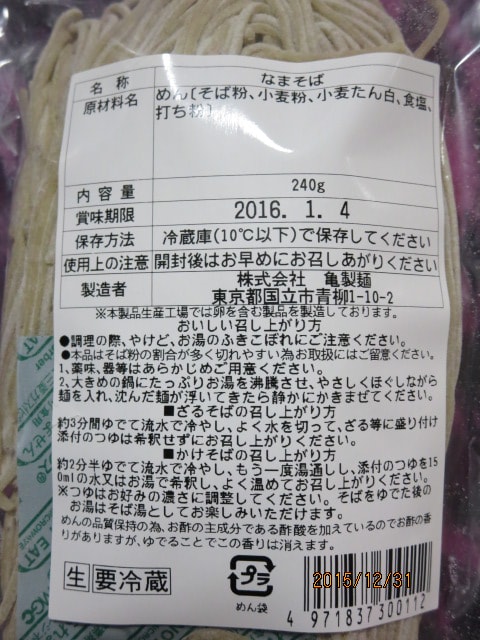 名称 なまそば
原材料名 めん〔そば粉、小麦粉、小麦たん白、食塩、
打ち粉〕
内容量 240g
賞味期限 2016. 1. 4
保存方法 冷蔵庫(10℃以下)で保存してください
使用上の注意 開封後はお早めにお召しあがりください
製造者 株式会社 亀製麺
東京都国立市青柳1-10-2
※本製品生産工場では卵を含む製品を製造しております。
おいしい召し上がり方
●調理の際、やけど、お湯のふきこぼれにご注意ください。
●本品はそば粉の割合が多く切れやすい為お取扱にはご留意ください。
1、薬味、器等はあらかじめご用意ください。
2、大きめの鍋にたっぷりお湯を沸騰させ、やさしくほぐしながら
麺を入れ、沈んだ麺が浮いてきたら静かにかきまぜてください。
■ざるそばの召し上がり方
約3分間ゆでて流水で冷やし、よく水を切って、ざる等に盛り付け
添付のつゆは希釈せずにお召し上がりください。
■かけそばの召し上がり方
約2分半ゆでて流水で冷やし、もう一度湯通しし、添付のつゆを15
0mlの水又はお湯で希釈し、よく温めてお召し上がりください。
※つゆはお好みの濃さに調整してください。そばをゆでた後の
お湯はそば湯としてお楽しみいただけます。
めんの品質保持の為、お酢の主成分である酢酸を加えているのでお酢の香
りがありますが、ゆでることでこの香りは消えます。
生 要冷蔵
プラ
めん袋
4 971837 300112
2015/12/31